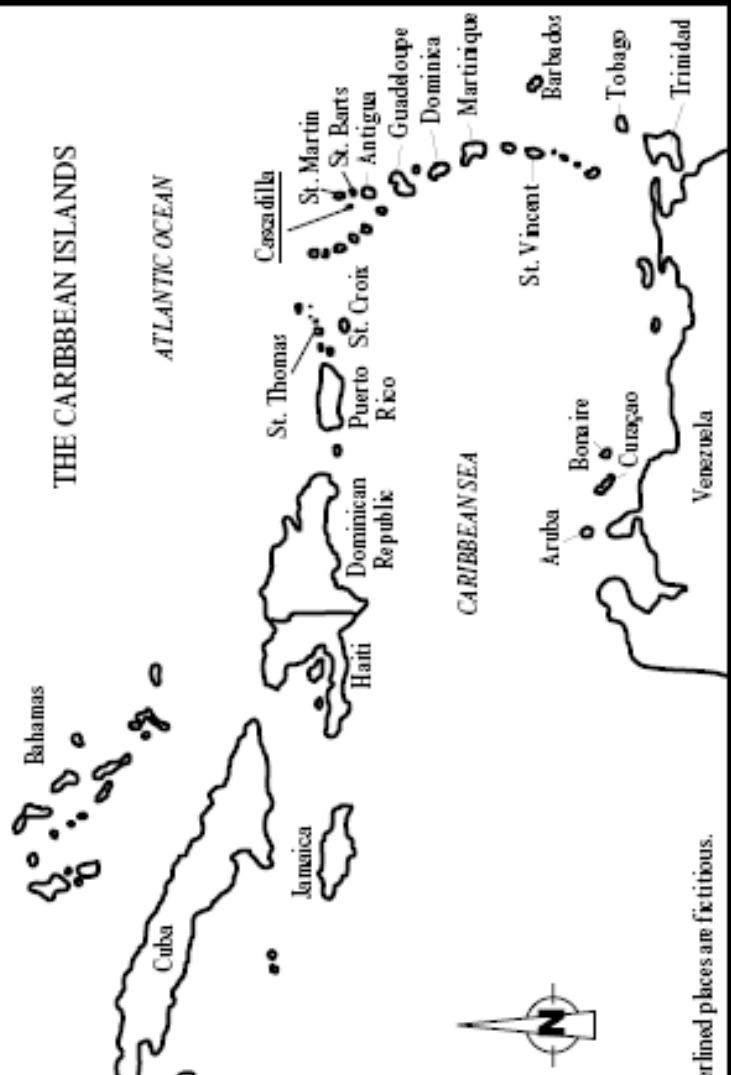 THE CARIBBEAN ISLANDS
ATLANTIC OCEAN
Bahamas
Cuba
Jamaica
Haiti
Dominican
Republic
Puerto
Rico
St. Thomas
St. Croix
Cascadilla
St. Martin
St. Barts
Antigua
Guadeloupe
Dominica
Martinique
St. Vincent
Barbados
Tobago
Trinidad
CARIBBEAN SEA
Aruba
Bonaire
Curaçao
Venezuela
N
erlined places are fictitious.